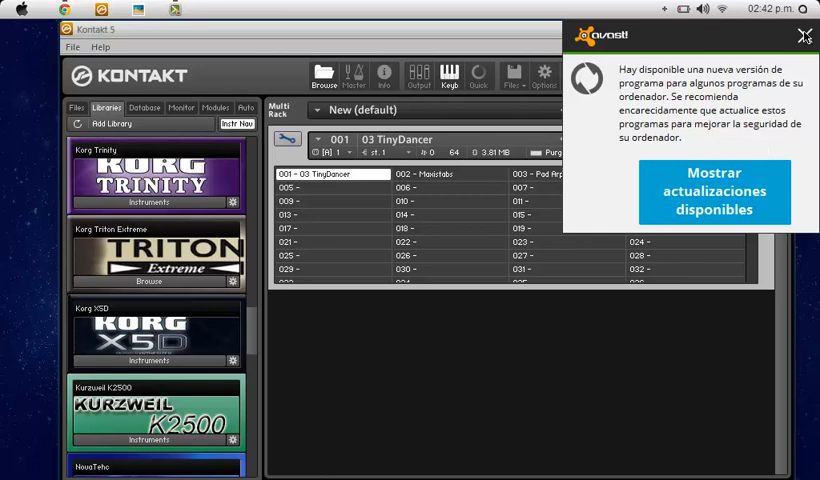 02:42 p.m.
Kontakt 5
File Help
KONTAKT
Browse
Master
Info
Output
Keyb
Quick
Files
Options
avast!
Hay disponible una nueva versión de
programa para algunos programas de su
ordenador. Se recomienda
encarecidamente que actualice estos
programas para mejorar la seguridad de
su ordenador.
Mostrar
actualizaciones
disponibles
Files Libraries Database Monitor Modules Auto
Add Library
Instr Nav
Multi
Rack
New (default)
001 03 TinyDancer
[A] 1 st. 1 0 64 3.81 MB Purg
001 - 03 TinyDancer 002 - Maxistabs 003 - Pad Arp
005 - 006 - 007 -
009 - 010 - 011 -
013 - 014 - 015 -
017 - 018 - 019 -
021 - 022 - 023 - 024 -
025 - 026 - 027 - 028 -
029 - 030 - 031 - 032 -
Korg Trinity
KORG
TRINITY
Instruments
Korg Triton Extreme
TRITON
Extreme
Browse
Korg X5D
KORG
X5D
Instruments
Kurzweil K2500
KURZWEIL
K2500
Instruments